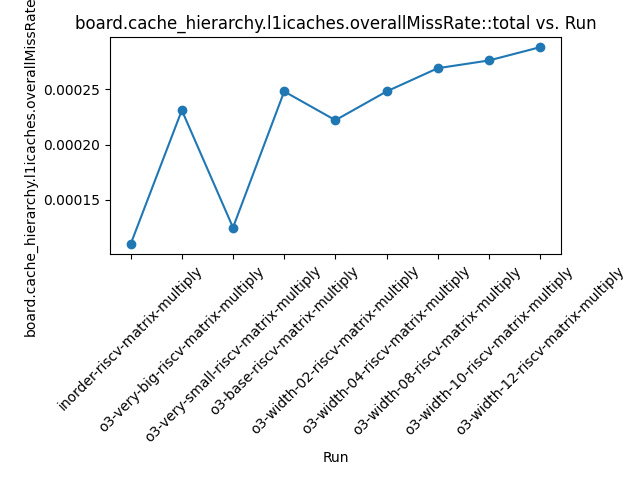 board.cache_hierarchy.l1icaches.overallMissRate::total vs. Run
board.cache_hierarchy.l1icaches.overallMissRate
0.00025
0.00020
0.00015
inorder-riscv-matrix-multiply
o3-very-big-riscv-matrix-multiply
o3-very-small-riscv-matrix-multiply
o3-base-riscv-matrix-multiply
o3-width-02-riscv-matrix-multiply
o3-width-04-riscv-matrix-multiply
o3-width-08-riscv-matrix-multiply
o3-width-10-riscv-matrix-multiply
o3-width-12-riscv-matrix-multiply
Run